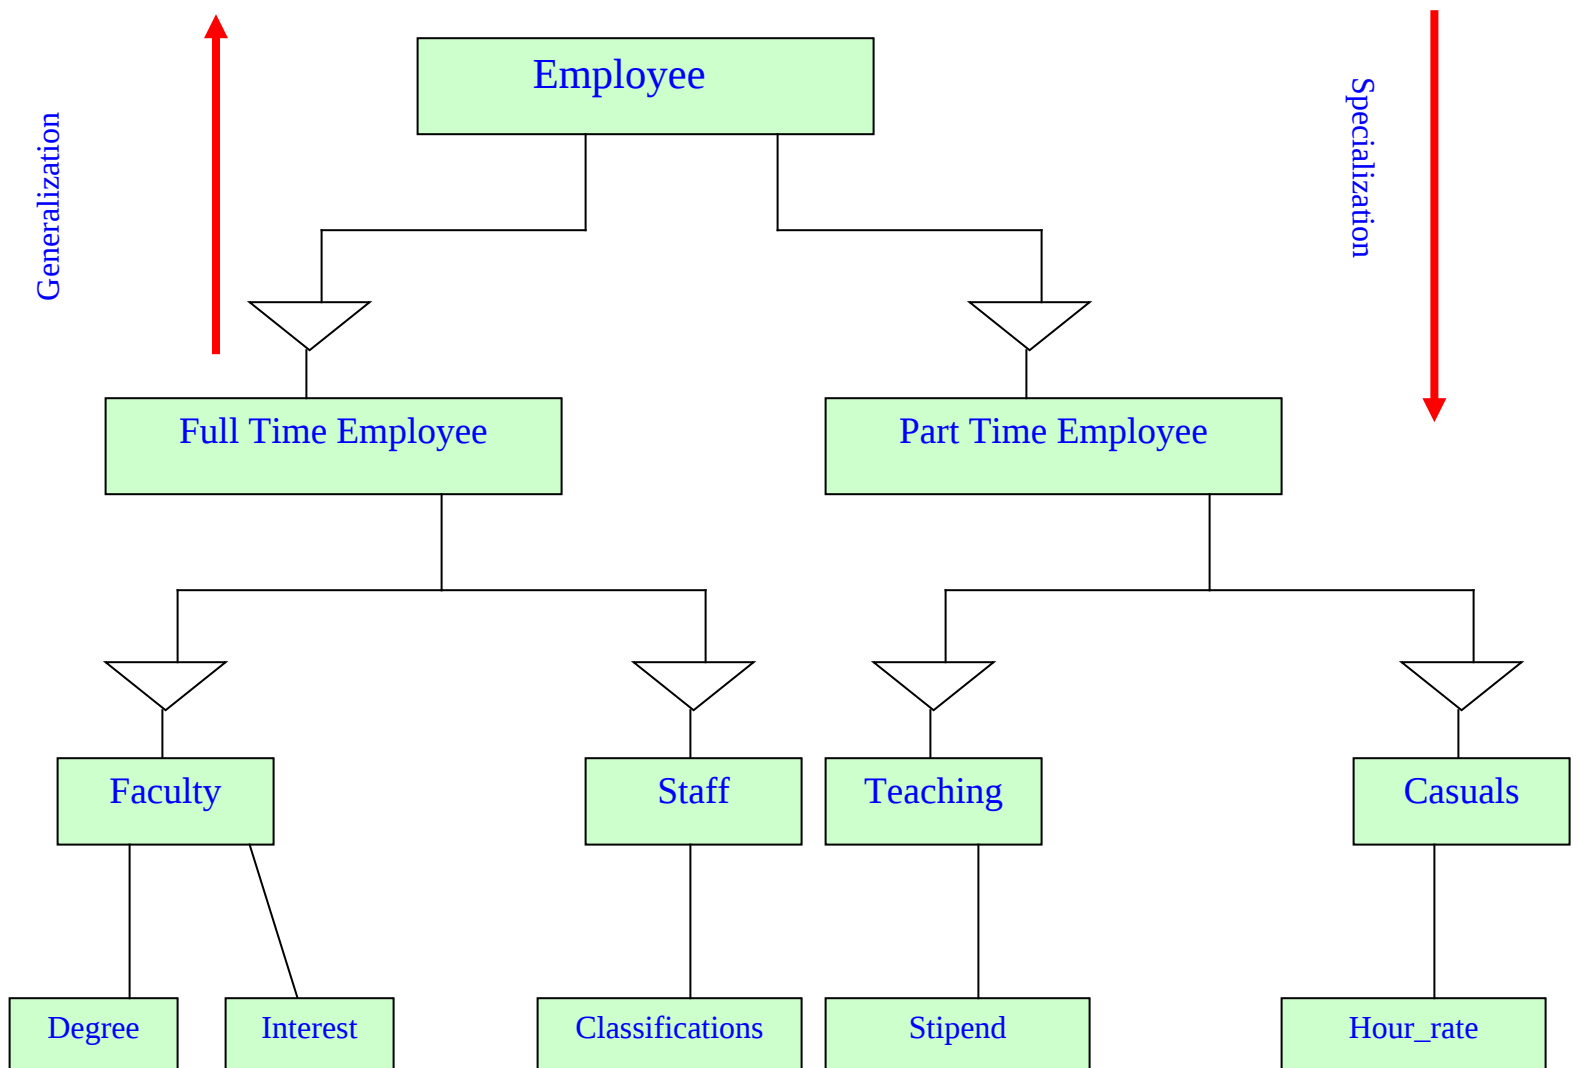 Employee
Generalization
Specialization
Full Time Employee
Part Time Employee
Faculty
Staff
Teaching
Casuals
Degree
Interest
Classifications
Stipend
Hour_rate